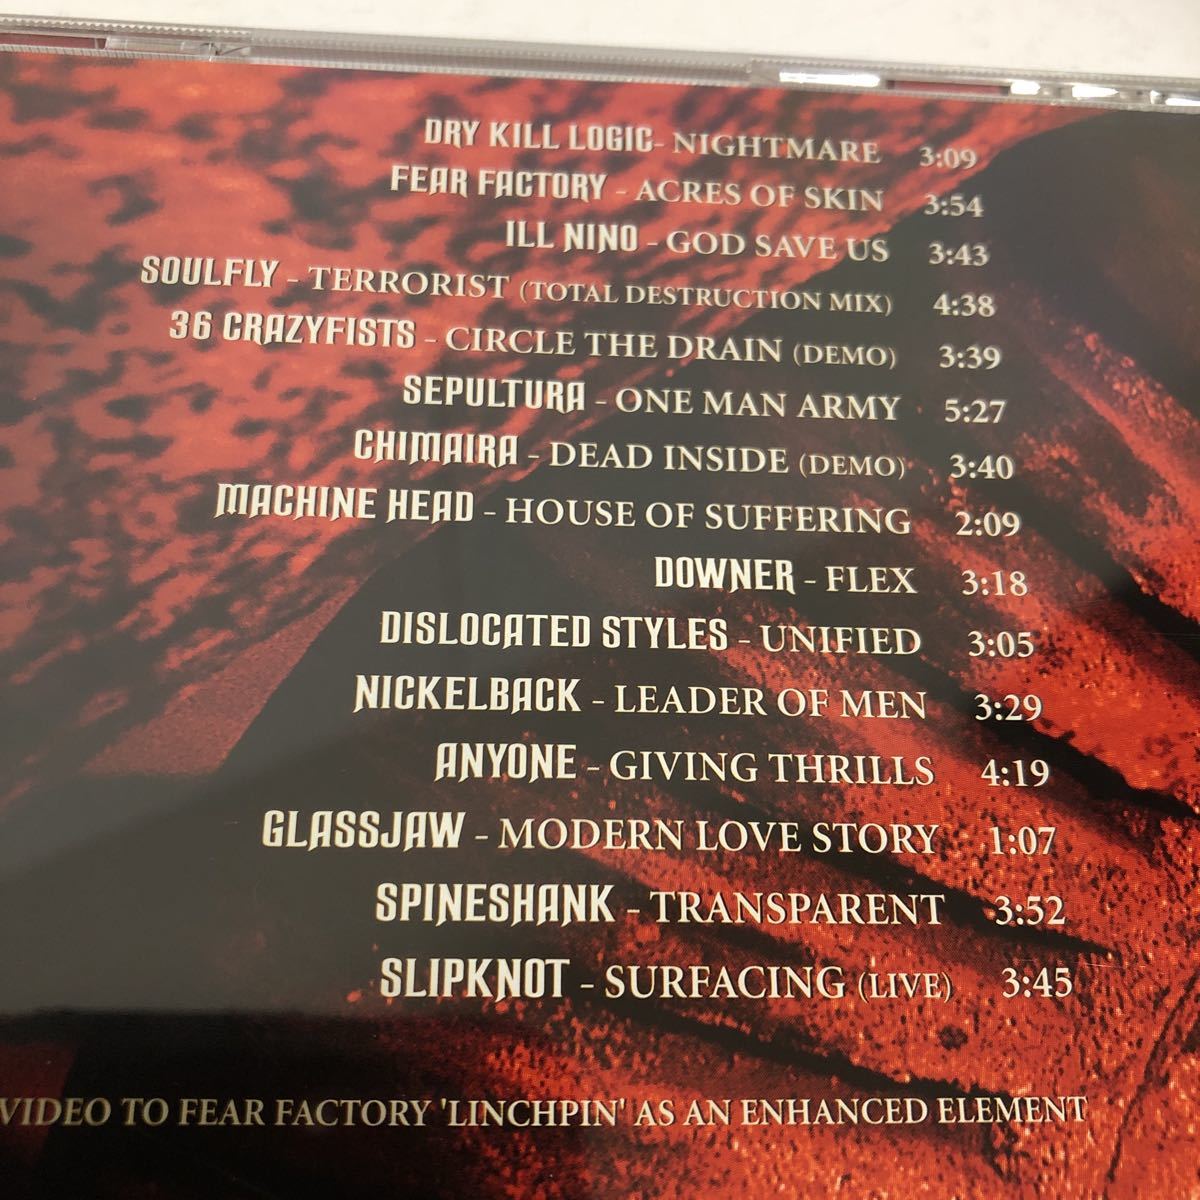 DRY KILL LOGIC- NIGHTMARE 3:09
FEAR FACTORY - ACRES OF SKIN 3:54
ILL NINO - GOD SAVE US 3:43
SOULFLY - TERRORIST (TOTAL DESTRUCTION MIX) 4:38
36 CRAZYFISTS - CIRCLE THE DRAIN (DEMO) 3:39
SEPULTURA - ONE MAN ARMY 5:27
CHIMAIRA - DEAD INSIDE (DEMO) 3:40
MACHINE HEAD - HOUSE OF SUFFERING 2:09
DOWNER - FLEX 3:18
DISLOCATED STYLES - UNIFIED 3:05
NICKELBACK - LEADER OF MEN 3:29
ANYONE - GIVING THRILLS 4:19
GLASSJAW - MODERN LOVE STORY 1:07
SPINESHANK - TRANSPARENT 3:52
SLIPKNOT - SURFACING (LIVE) 3:45
VIDEO TO FEAR FACTORY 'LINCHPIN' AS AN ENHANCED ELEMENT